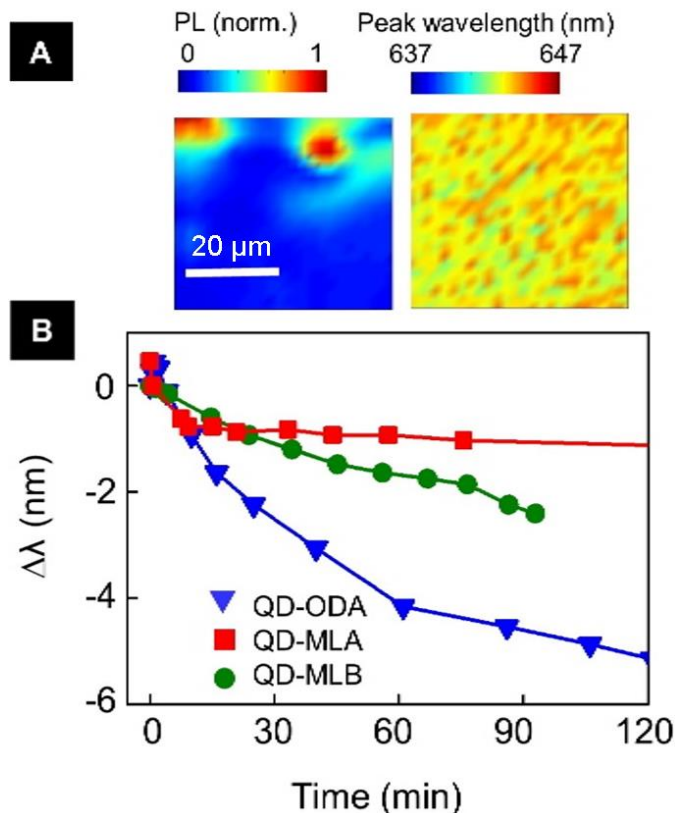 A
PL (norm.)
0 1
Peak wavelength (nm)
637 647
20 µm
B
0
-2
-4
-6
Δλ (nm)
QD-ODA
QD-MLA
QD-MLB
0 30 60 90 120
Time (min)